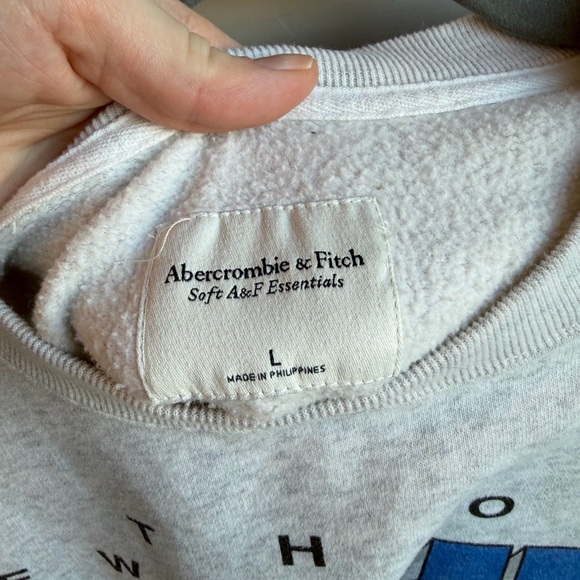 Abercrombie & Fitch
Soft A&F Essentials
L
MADE IN PHILIPPINES
T H O
E W